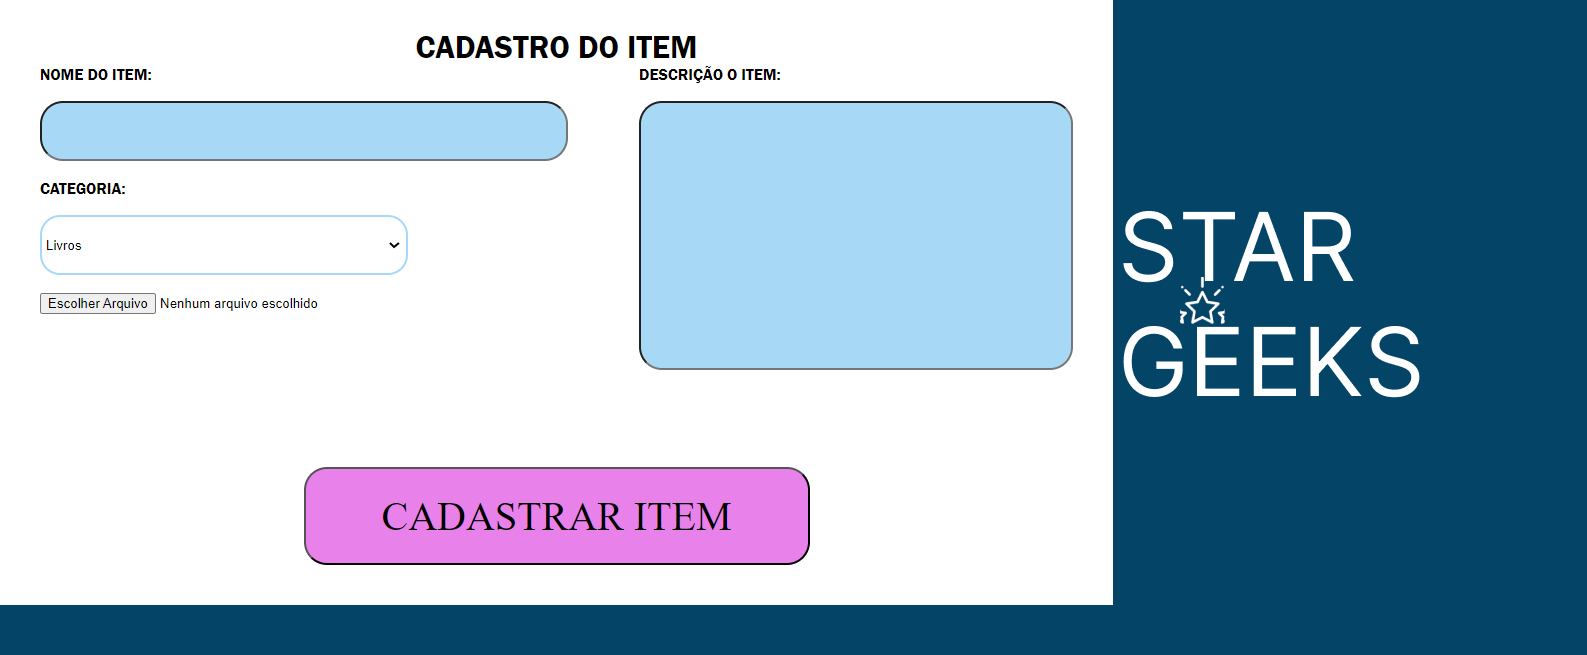 CADASTRO DO ITEM
NOME DO ITEM:
CATEGORIA:
Livros
Escolher Arquivo Nenhum arquivo escolhido
DESCRIÇÃO O ITEM:
CADASTRAR ITEM
STAR
GEEKS